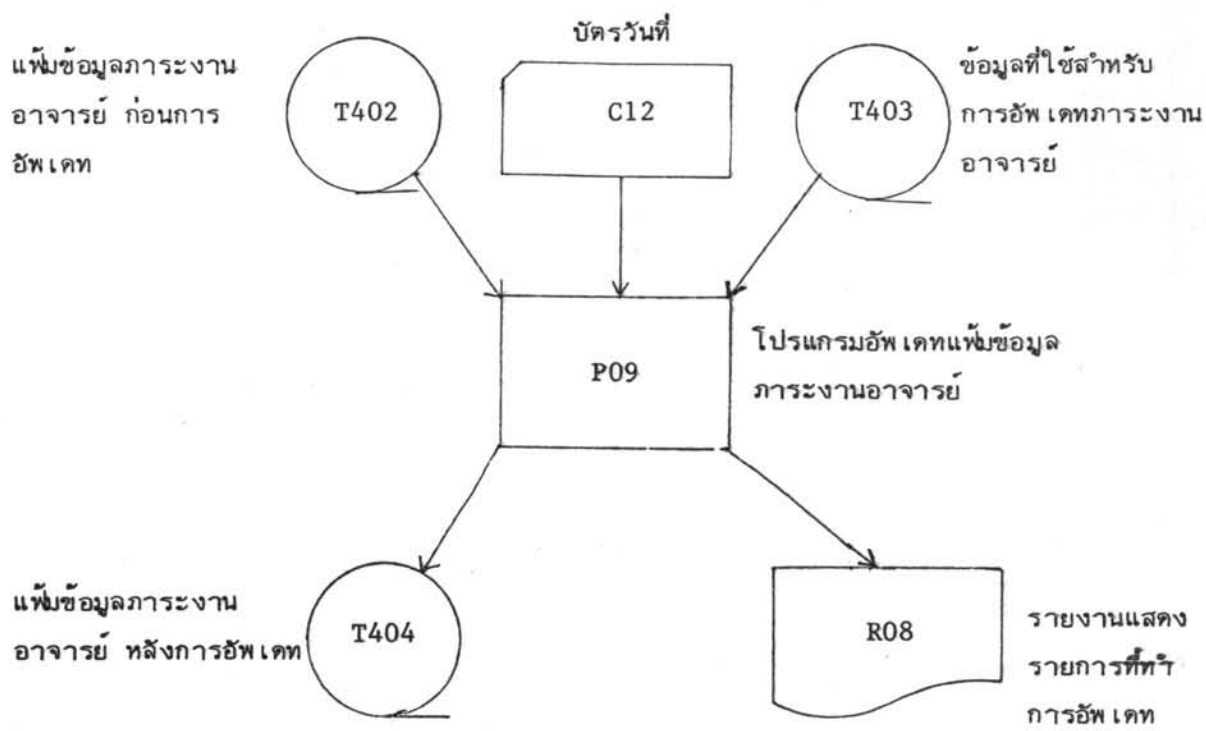 บัตรวันที่
แฟ้มข้อมูลภาระงาน
อาจารย์ ก่อนการ
อัพเดท
T402
C12
T403
ข้อมูลที่ใช้สำหรับ
การอัพเดทภาระงาน
อาจารย์
P09
โปรแกรมอัพเดทแฟ้มข้อมูล
ภาระงานอาจารย์
แฟ้มข้อมูลภาระงาน
อาจารย์ หลังการอัพเดท
T404
R08
รายงานแสดง
รายการที่ทำ
การอัพเดท